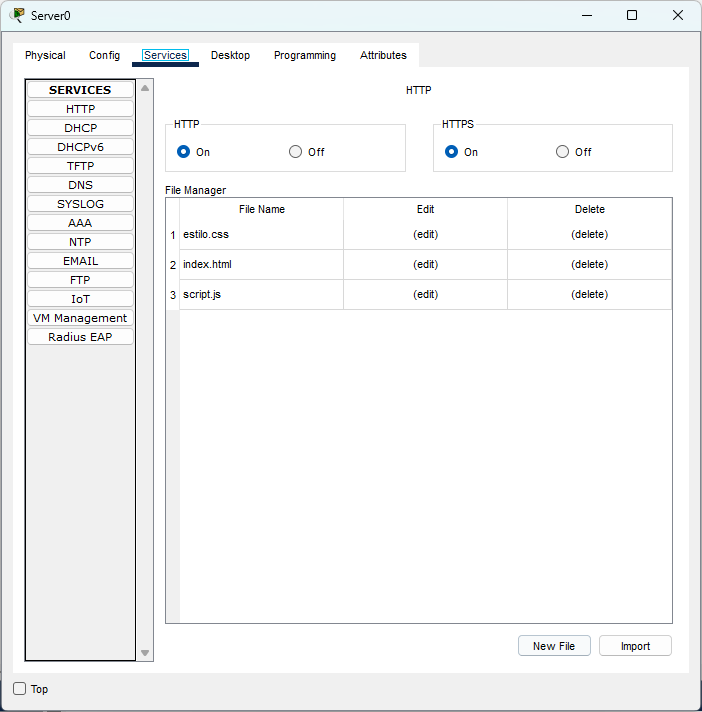 Server0
Physical Config Services Desktop Programming Attributes
SERVICES
HTTP
DHCP
DHCPv6
TFTP
DNS
SYSLOG
AAA
NTP
EMAIL
FTP
IoT
VM Management
Radius EAP
HTTP
HTTP
On Off
HTTPS
On Off
File Manager
File Name Edit Delete
1 estilo.css (edit) (delete)
2 index.html (edit) (delete)
3 script.js (edit) (delete)
New File Import
Top